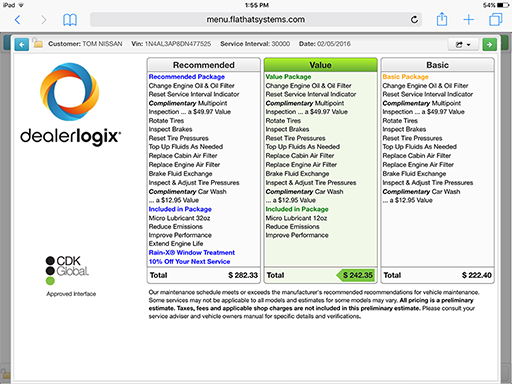 iPad
1:55 PM
54%
menu.flathatsystems.com
Customer: TOM NISSAN Vin: 1N4AL3AP8DN477525 Service Interval: 30000 Date: 02/05/2016
dealerlogix
CDK
Global.
Approved Interface
Recommended
Recommended Package
Change Engine Oil & Oil Filter
Reset Service Interval Indicator
Complimentary Multipoint
Inspection ... a $49.97 Value
Rotate Tires
Inspect Brakes
Reset Tire Pressures
Top Up Fluids As Needed
Replace Cabin Air Filter
Replace Engine Air Filter
Brake Fluid Exchange
Inspect & Adjust Tire Pressures
Complimentary Car Wash
... a $12.95 Value
Included in Package
Micro Lubricant 32oz
Reduce Emissions
Improve Performance
Extend Engine Life
Rain-X® Window Treatment
10% Off Your Next Service
Total $ 282.33
Value
Value Package
Change Engine Oil & Oil Filter
Reset Service Interval Indicator
Complimentary Multipoint
Inspection ... a $49.97 Value
Rotate Tires
Inspect Brakes
Reset Tire Pressures
Top Up Fluids As Needed
Replace Cabin Air Filter
Replace Engine Air Filter
Brake Fluid Exchange
Inspect & Adjust Tire Pressures
Complimentary Car Wash
... a $12.95 Value
Included in Package
Micro Lubricant 12oz
Reduce Emissions
Improve Performance
Total $ 242.35
Basic
Basic Package
Change Engine Oil & Oil Filter
Reset Service Interval Indicator
Complimentary Multipoint
Inspection ... a $49.97 Value
Rotate Tires
Inspect Brakes
Reset Tire Pressures
Top Up Fluids As Needed
Replace Cabin Air Filter
Replace Engine Air Filter
Brake Fluid Exchange
Inspect & Adjust Tire Pressures
Complimentary Car Wash
... a $12.95 Value
Total $ 222.40
Our maintenance schedule meets or exceeds the manufacturer's recommended recommendations for vehicle maintenance.
Some services may not be applicable to all models and estimates for some models may vary. All pricing is a preliminary
estimate. Taxes, fees and applicable shop charges are not included in this preliminary estimate. Please consult your
service adviser and vehicle owners manual for specific details and verifications.